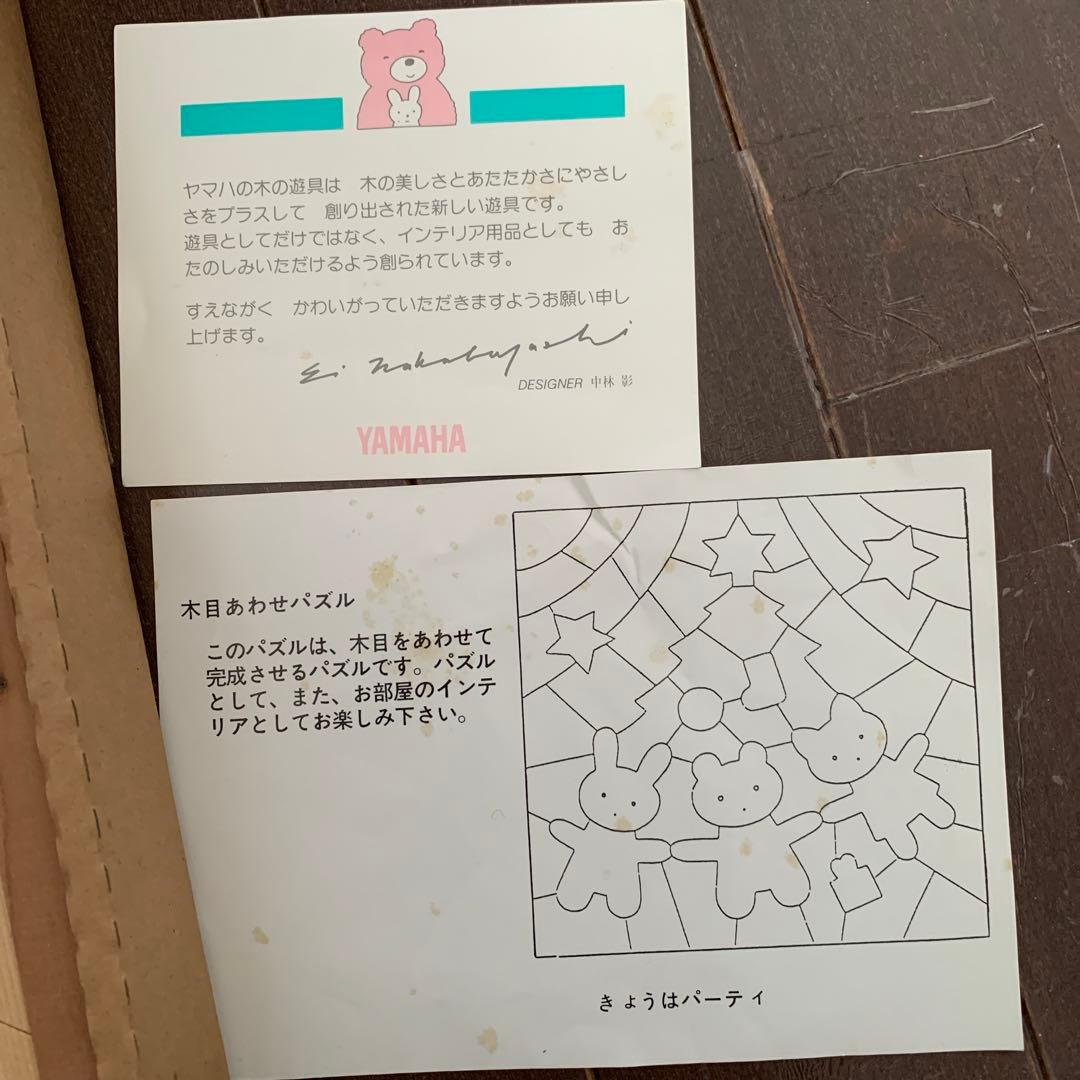 ヤマハの木の遊具は　木の美しさとあたたかさにやさし
さをプラスして　創り出された新しい遊具です。
遊具としてだけではなく、インテリア用品としても　お
たのしみいただけるよう創られています。
すえながく　かわいがっていただきますようお願い申し
上げます。
Ei Nakabayashi
DESIGNER 中林 影
YAMAHA
木目あわせパズル
このパズルは、木目をあわせて
完成させるパズルです。パズル
として、また、お部屋のインテ
リアとしてお楽しみ下さい。
きょうはパーティ